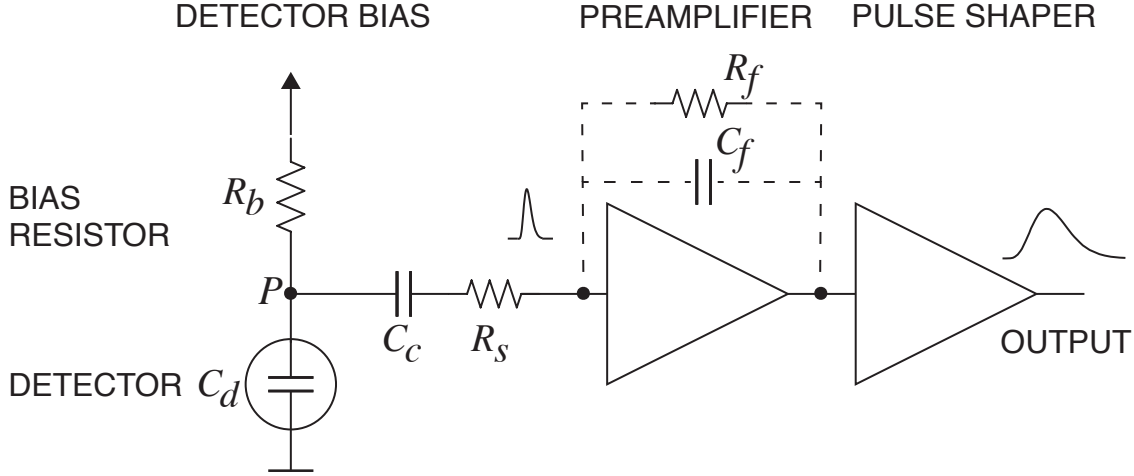 DETECTOR BIAS
PREAMPLIFIER
PULSE SHAPER
R_f
C_f
BIAS
RESISTOR
R_b
P
C_c
R_s
OUTPUT
DETECTOR
C_d